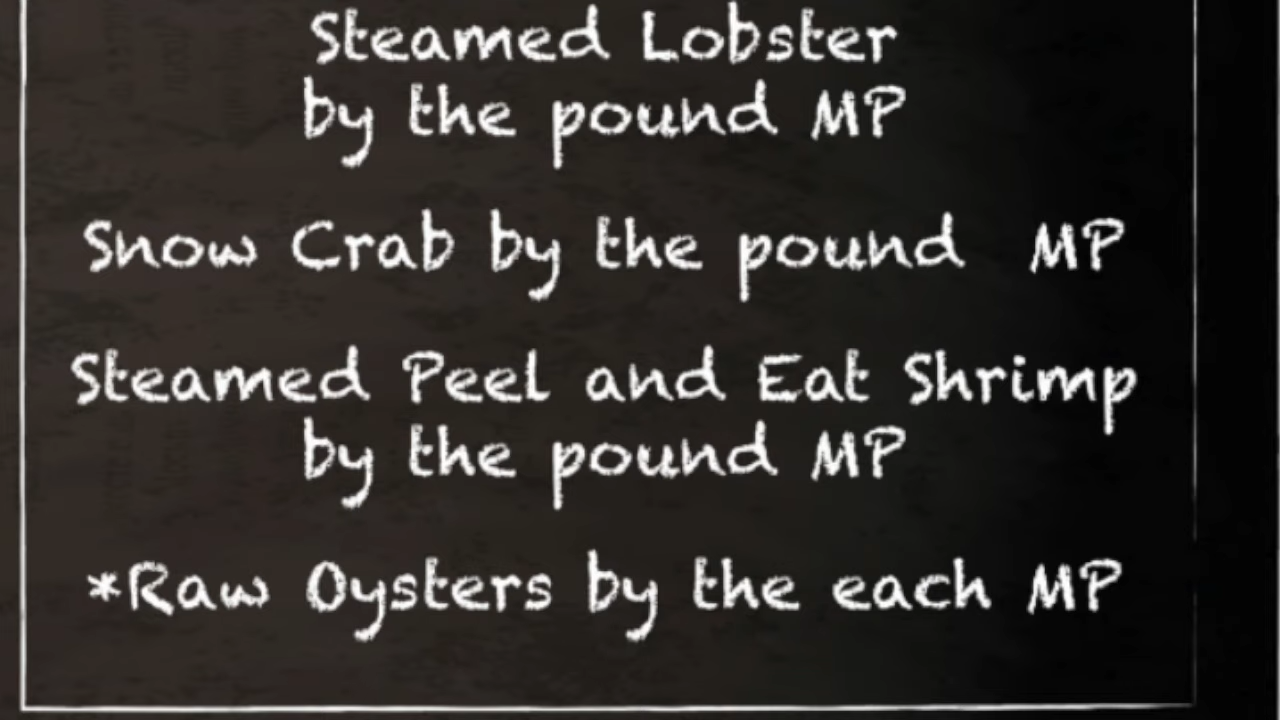 Steamed Lobster
by the pound MP
Snow Crab by the pound MP
Steamed Peel and Eat Shrimp
by the pound MP
*Raw Oysters by the each MP